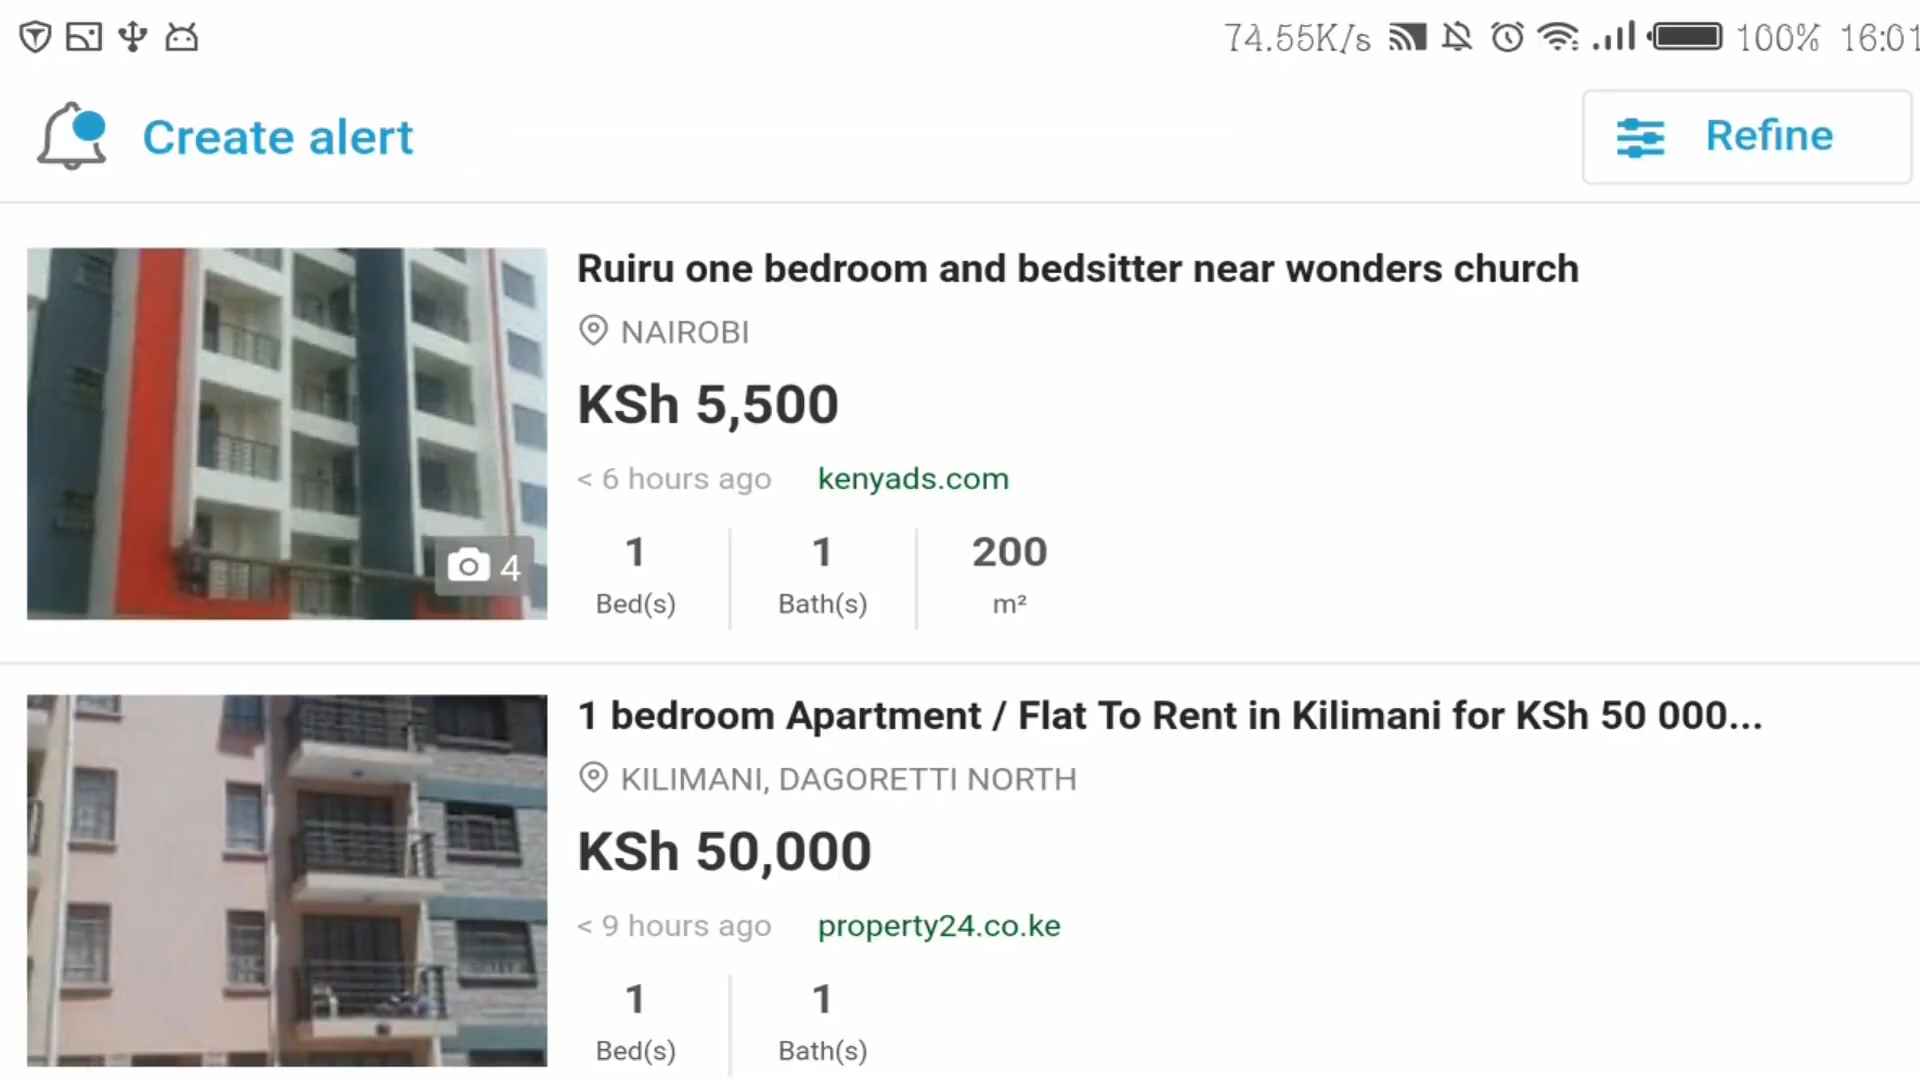 74.55K/s 100% 16:01
Create alert
Refine
Ruiru one bedroom and bedsitter near wonders church
NAIROBI
KSh 5,500
< 6 hours ago kenyads.com
1 1 200
Bed(s) Bath(s) m²
4
1 bedroom Apartment / Flat To Rent in Kilimani for KSh 50 000...
KILIMANI, DAGORETTI NORTH
KSh 50,000
< 9 hours ago property24.co.ke
1 1
Bed(s) Bath(s)